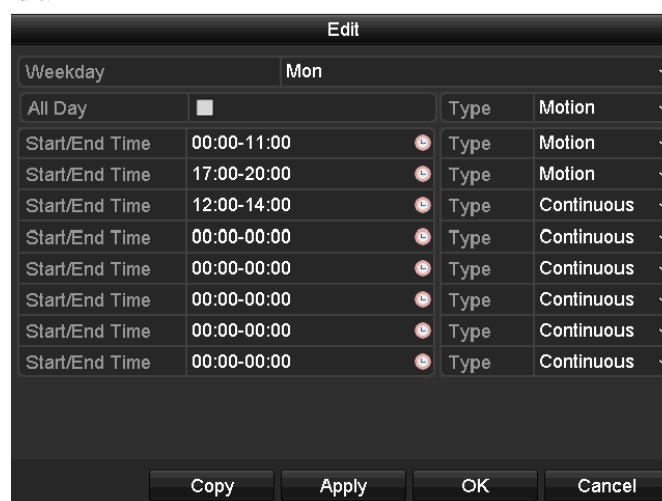 Edit
Weekday Mon
All Day Type Motion
Start/End Time 00:00-11:00 Type Motion
Start/End Time 17:00-20:00 Type Motion
Start/End Time 12:00-14:00 Type Continuous
Start/End Time 00:00-00:00 Type Continuous
Start/End Time 00:00-00:00 Type Continuous
Start/End Time 00:00-00:00 Type Continuous
Start/End Time 00:00-00:00 Type Continuous
Start/End Time 00:00-00:00 Type Continuous
Copy Apply OK Cancel